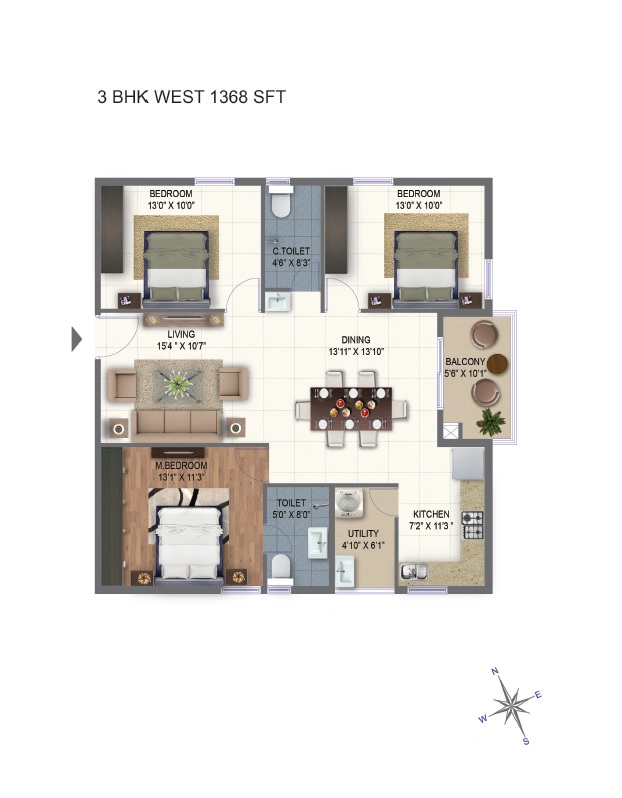 3 BHK WEST 1368 SFT
BEDROOM
13'0" X 10'0"
BEDROOM
13'0" X 10'0"
C.TOILET
4'6" X 8'3"
LIVING
15'4 " X 10'7"
DINING
13'11" X 13'10"
BALCONY
5'6" X 10'1"
M.BEDROOM
13'1" X 11'3"
TOILET
5'0" X 8'0"
UTILITY
4'10" X 6'1"
KITCHEN
7'2" X 11'3 "
N
E
W
S